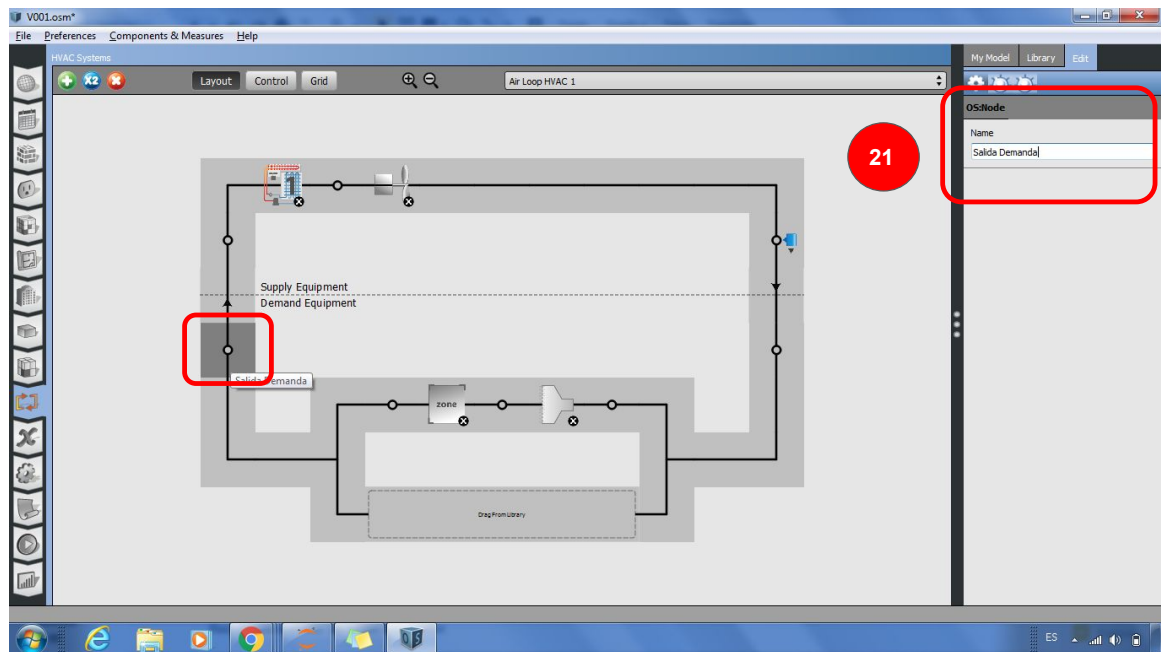 V001.osm*
File Preferences Components & Measures Help
HVAC Systems
My Model Library Edit
x2
Layout Control Grid
Air Loop HVAC 1
OS:Node
Name
Salida Demanda
21
1
Supply Equipment
Demand Equipment
Salida Demanda
zone
Drag From Library
ES